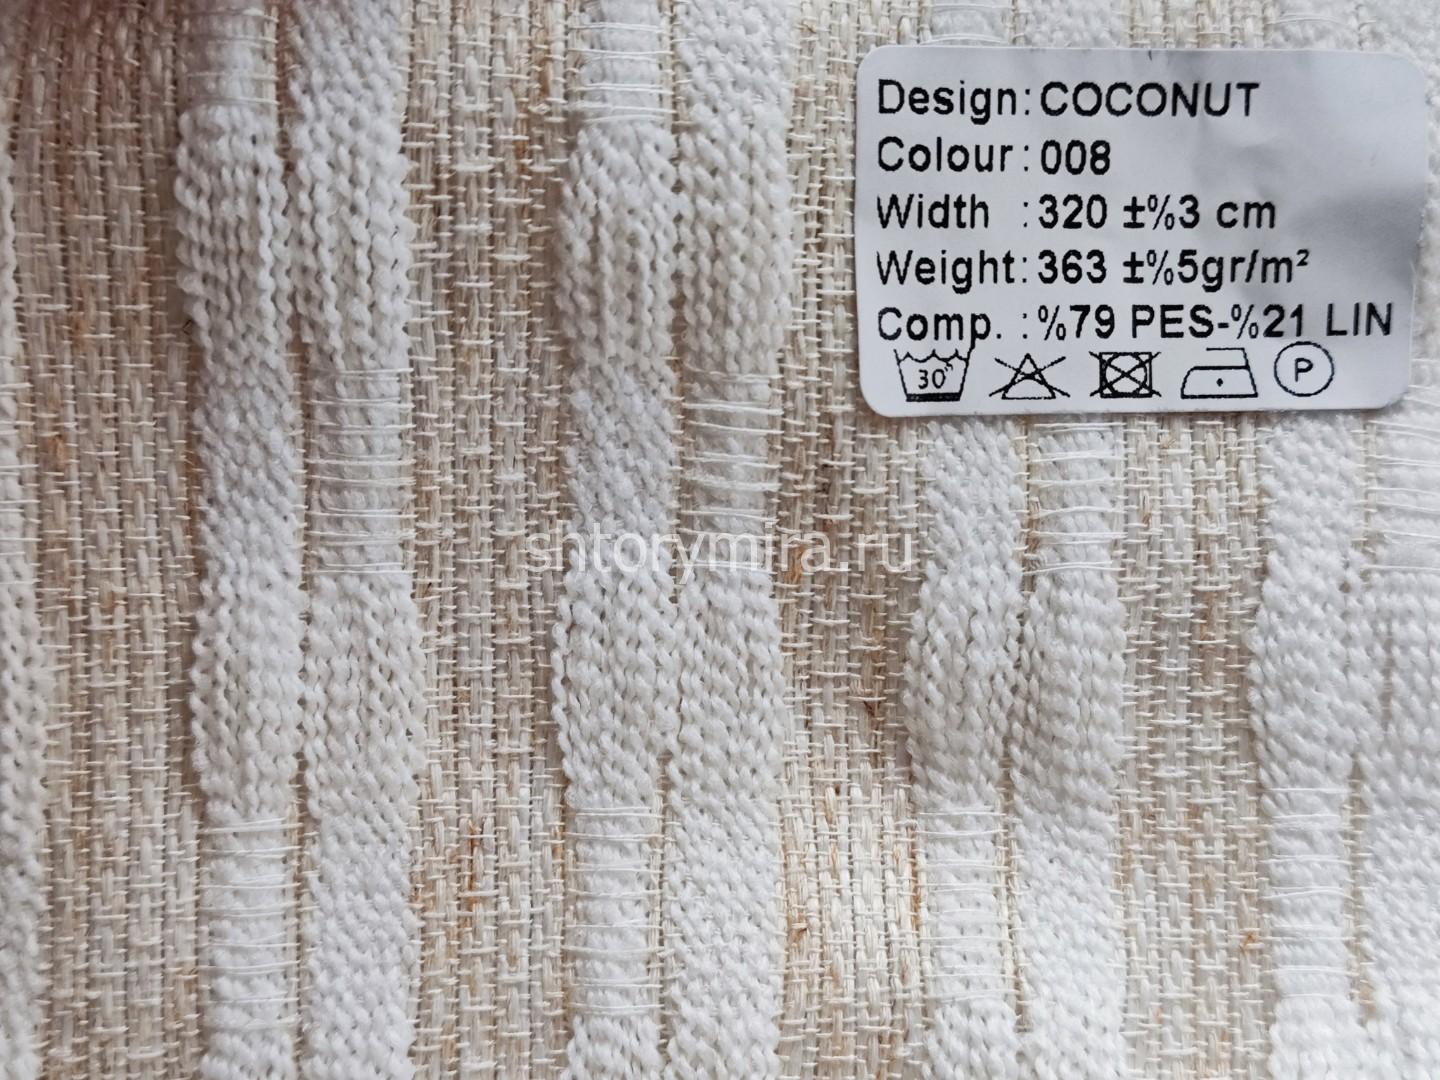 Design: COCONUT
Colour : 008
Width : 320 ±%3 cm
Weight: 363 ±%5gr/m²
Comp. : %79 PES-%21 LIN
30° P
shtorymira.ru